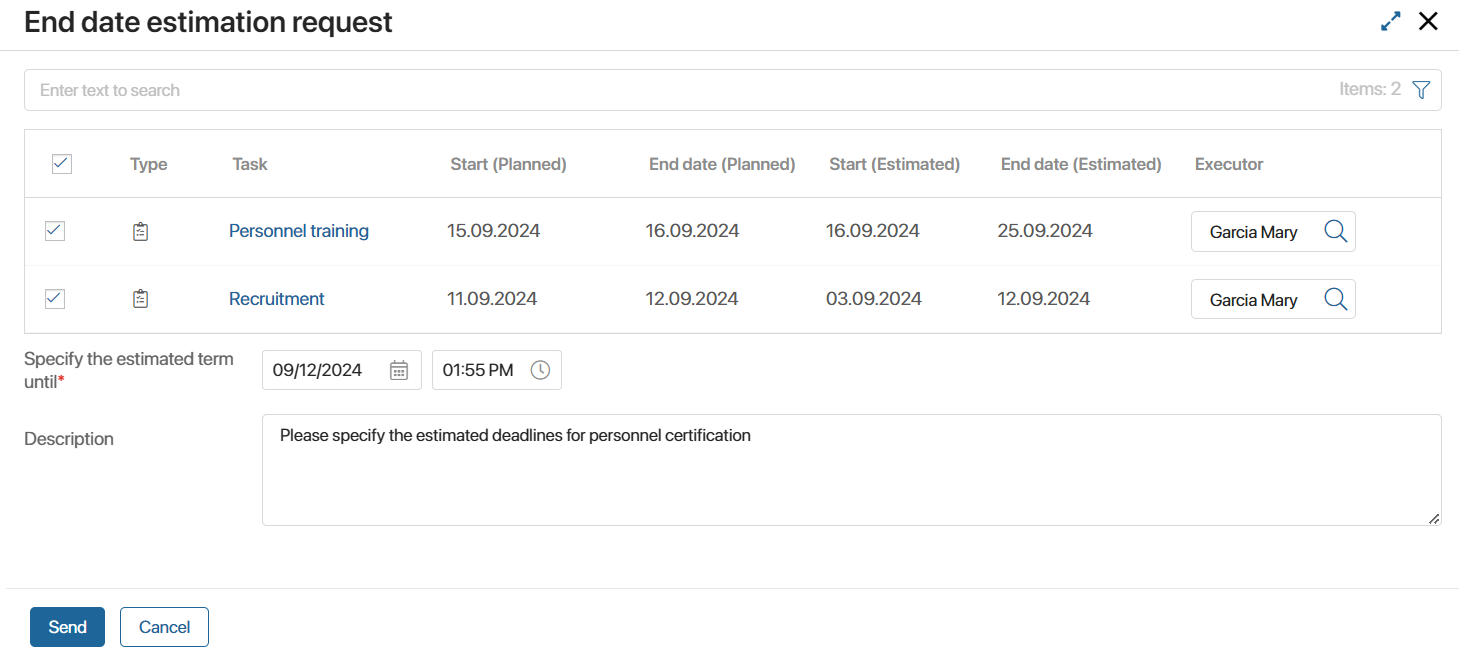 End date estimation request
Enter text to search Items: 2
Type Task Start (Planned) End date (Planned) Start (Estimated) End date (Estimated) Executor
Personnel training 15.09.2024 16.09.2024 16.09.2024 25.09.2024 Garcia Mary
Recruitment 11.09.2024 12.09.2024 03.09.2024 12.09.2024 Garcia Mary
Specify the estimated term
until* 09/12/2024 01:55 PM
Description Please specify the estimated deadlines for personnel certification
Send Cancel